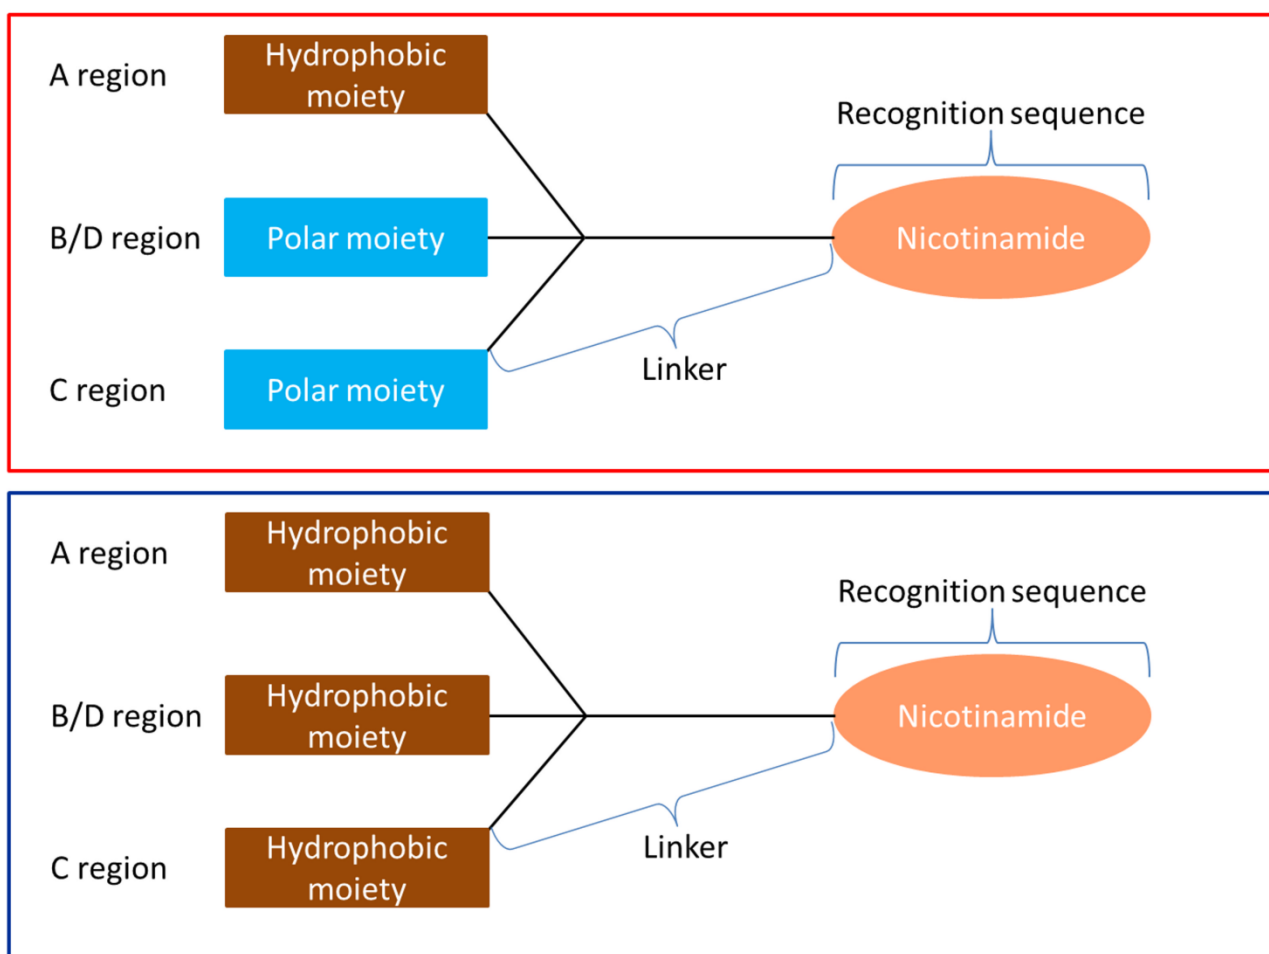 A region
Hydrophobic
moiety
Recognition sequence
B/D region
Polar moiety
Nicotinamide
Linker
C region
Polar moiety
A region
Hydrophobic
moiety
Recognition sequence
B/D region
Hydrophobic
moiety
Nicotinamide
Linker
C region
Hydrophobic
moiety